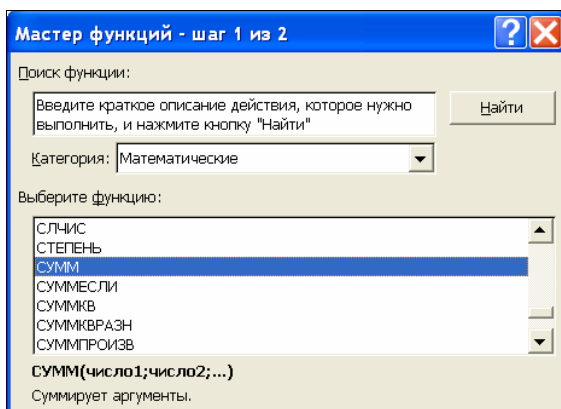 Мастер функций - шаг 1 из 2
Поиск функции:
Введите краткое описание действия, которое нужно
выполнить, и нажмите кнопку "Найти"
Найти
Категория: Математические
Выберите функцию:
СЛЧИС
СТЕПЕНЬ
СУММ
СУММЕСЛИ
СУММКВ
СУММКВРАЗН
СУММПРОИЗВ
СУММ(число1;число2;...)
Суммирует аргументы.